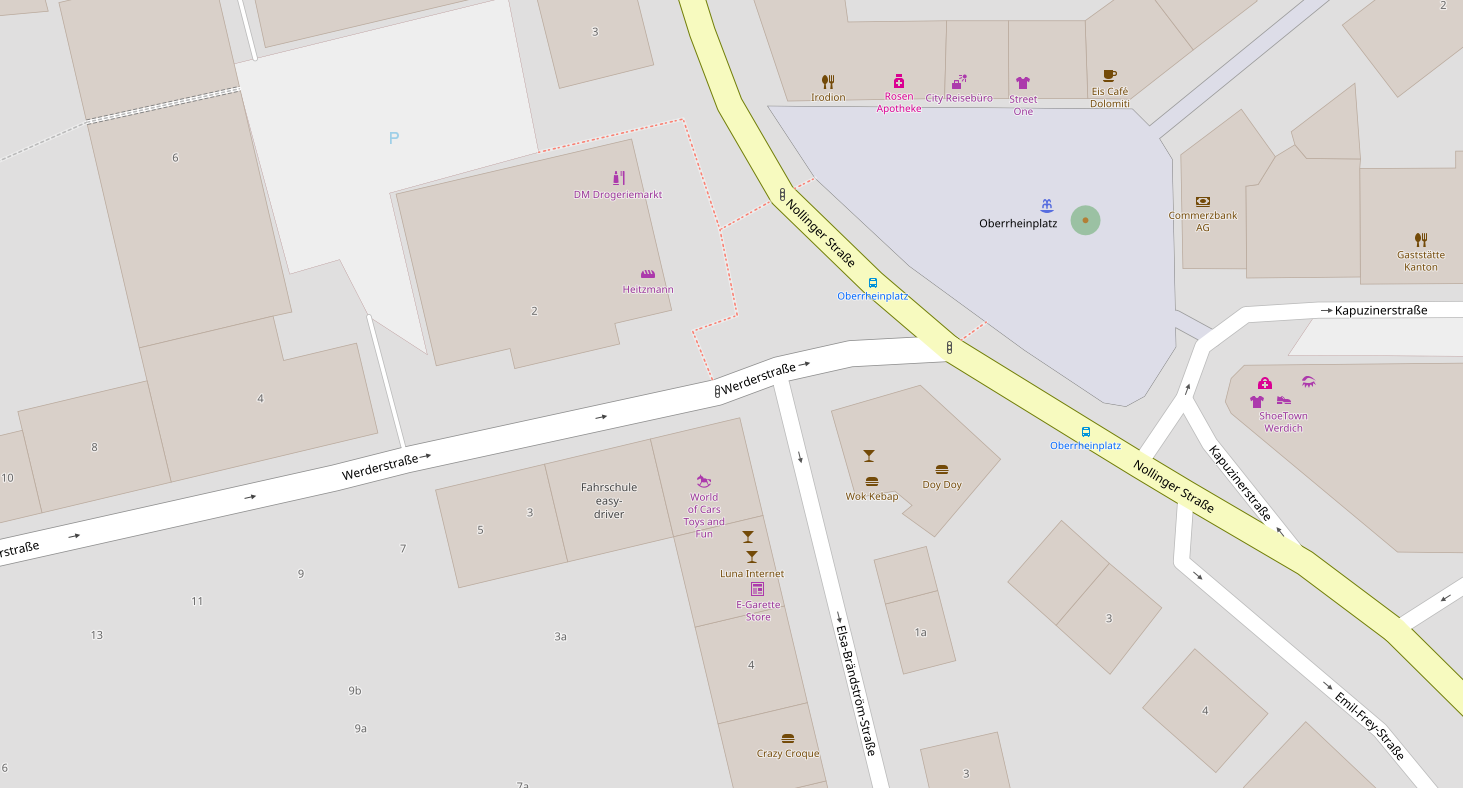 2
3
Irodion
Rosen
Apotheke
City Reisebüro
Street
One
Eis Café
Dolomiti
P
6
DM Drogeriemarkt
Nollinger Straße
Oberrheinplatz
Commerzbank
AG
Gaststätte
Kanton
Heitzmann
Oberrheinplatz
2
Kapuzinerstraße
Werderstraße
4
ShoeTown
Werdich
8
10
Werderstraße
Oberrheinplatz
Nollinger Straße
Kapuzinerstraße
Fahrschule
easy-
driver
World
of Cars
Toys and
Fun
Wok Kebap
Doy Doy
5
3
7
rstraße
9
11
13
Luna Internet
E-Garette-
Store
3a
1a
3
Elsa-Brändström-Straße
4
9b
9a
4
Emil-Frey-Straße
Crazy Croque
6
3
7a